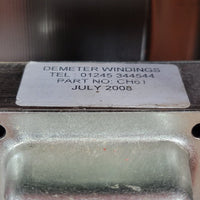 DEMETER WINDINGS
TEL : 01245 344544
PART NO: CH61
JULY 2008